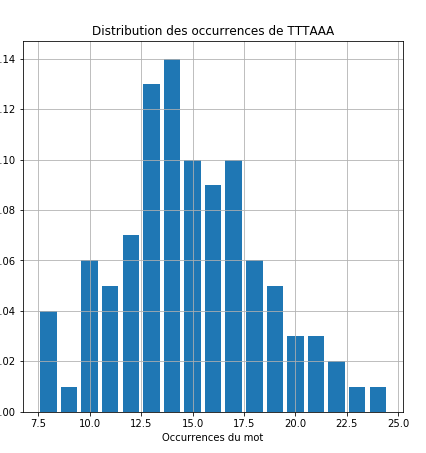 Distribution des occurrences de TTTAAA
.14
.12
.10
.08
.06
.04
.02
.00
7.5 10.0 12.5 15.0 17.5 20.0 22.5 25.0
Occurrences du mot